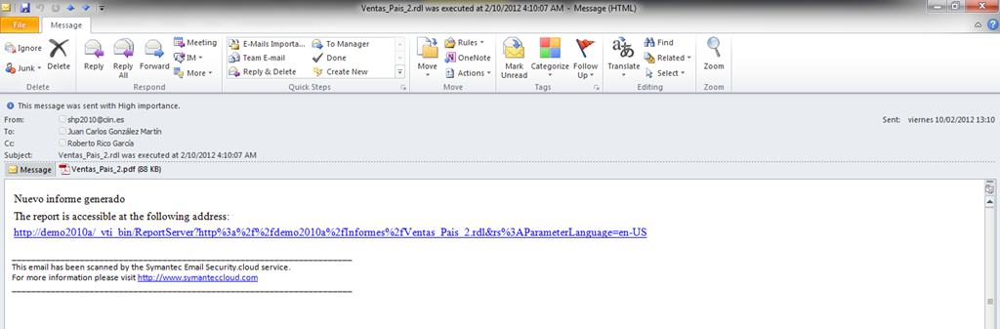 Ventas_Pais_2.rdl was executed at 2/10/2012 4:10:07 AM - Message (HTML)
File Message
Ignore
Junk
Delete
Delete
Reply
Reply All
Forward
Meeting
IM
More
Respond
E-Mails Importa...
Team E-mail
Reply & Delete
To Manager
Done
Create New
Quick Steps
Move
Rules
OneNote
Actions
Move
Mark Unread
Categorize
Follow Up
Tags
Translate
Find
Related
Select
Editing
Zoom
Zoom
This message was sent with High importance.
From: shp2010@ciin.es Sent: viernes 10/02/2012 13:10
To: Juan Carlos González Martín
Cc: Roberto Rico García
Subject: Ventas_Pais_2.rdl was executed at 2/10/2012 4:10:07 AM
Message Ventas_Pais_2.pdf (88 KB)
Nuevo informe generado
The report is accessible at the following address:
http://demo2010a/_vti_bin/ReportServer?http%3a%2f%2fdemo2010a%2fInformes%2fVentas_Pais_2.rdl&rs%3AParameterLanguage=en-US
This email has been scanned by the Symantec Email Security.cloud service.
For more information please visit http://www.symanteccloud.com